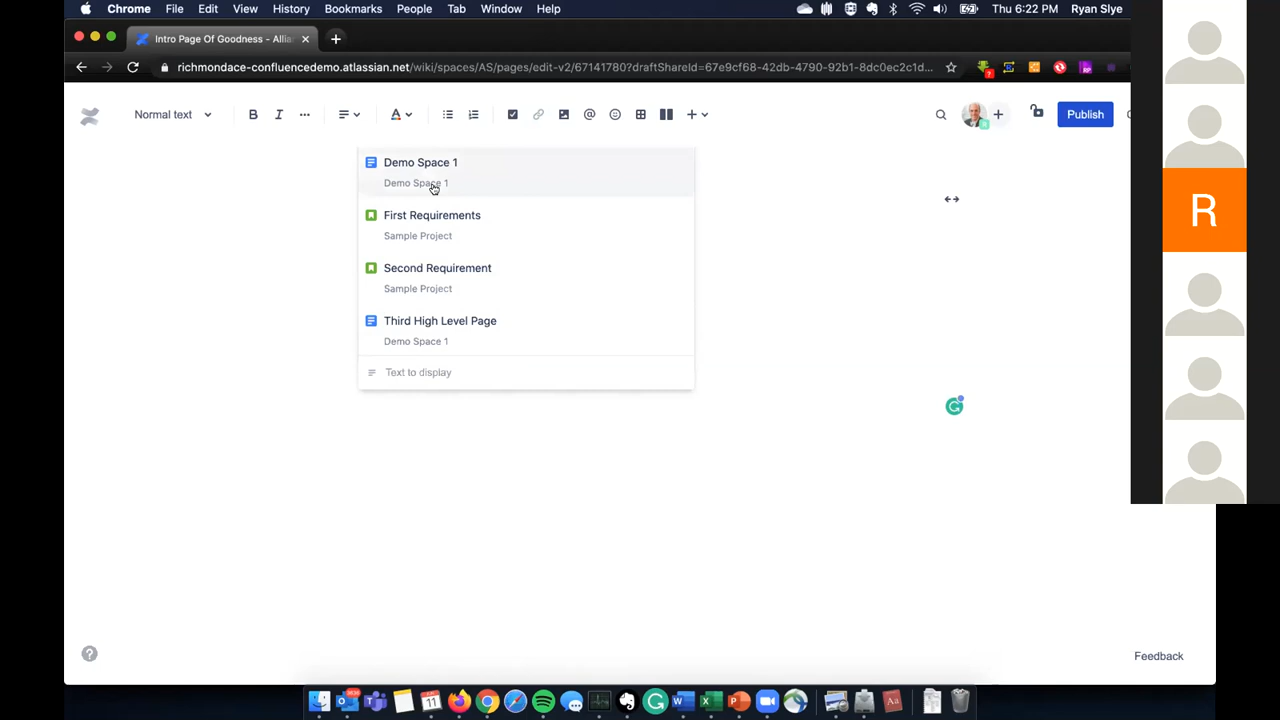 Chrome File Edit View History Bookmarks People Tab Window Help Thu 6:22 PM Ryan Slye
Intro Page Of Goodness - Allia
richmondace-confluencedemo.atlassian.net/wiki/spaces/AS/pages/edit-v2/67141780?draftShareId=67e9cf68-42db-4790-92b1-8dc0ec2c1d...
Normal text B I A Publish
Demo Space 1
Demo Space 1
First Requirements
Sample Project
Second Requirement
Sample Project
Third High Level Page
Demo Space 1
Text to display
R
Feedback